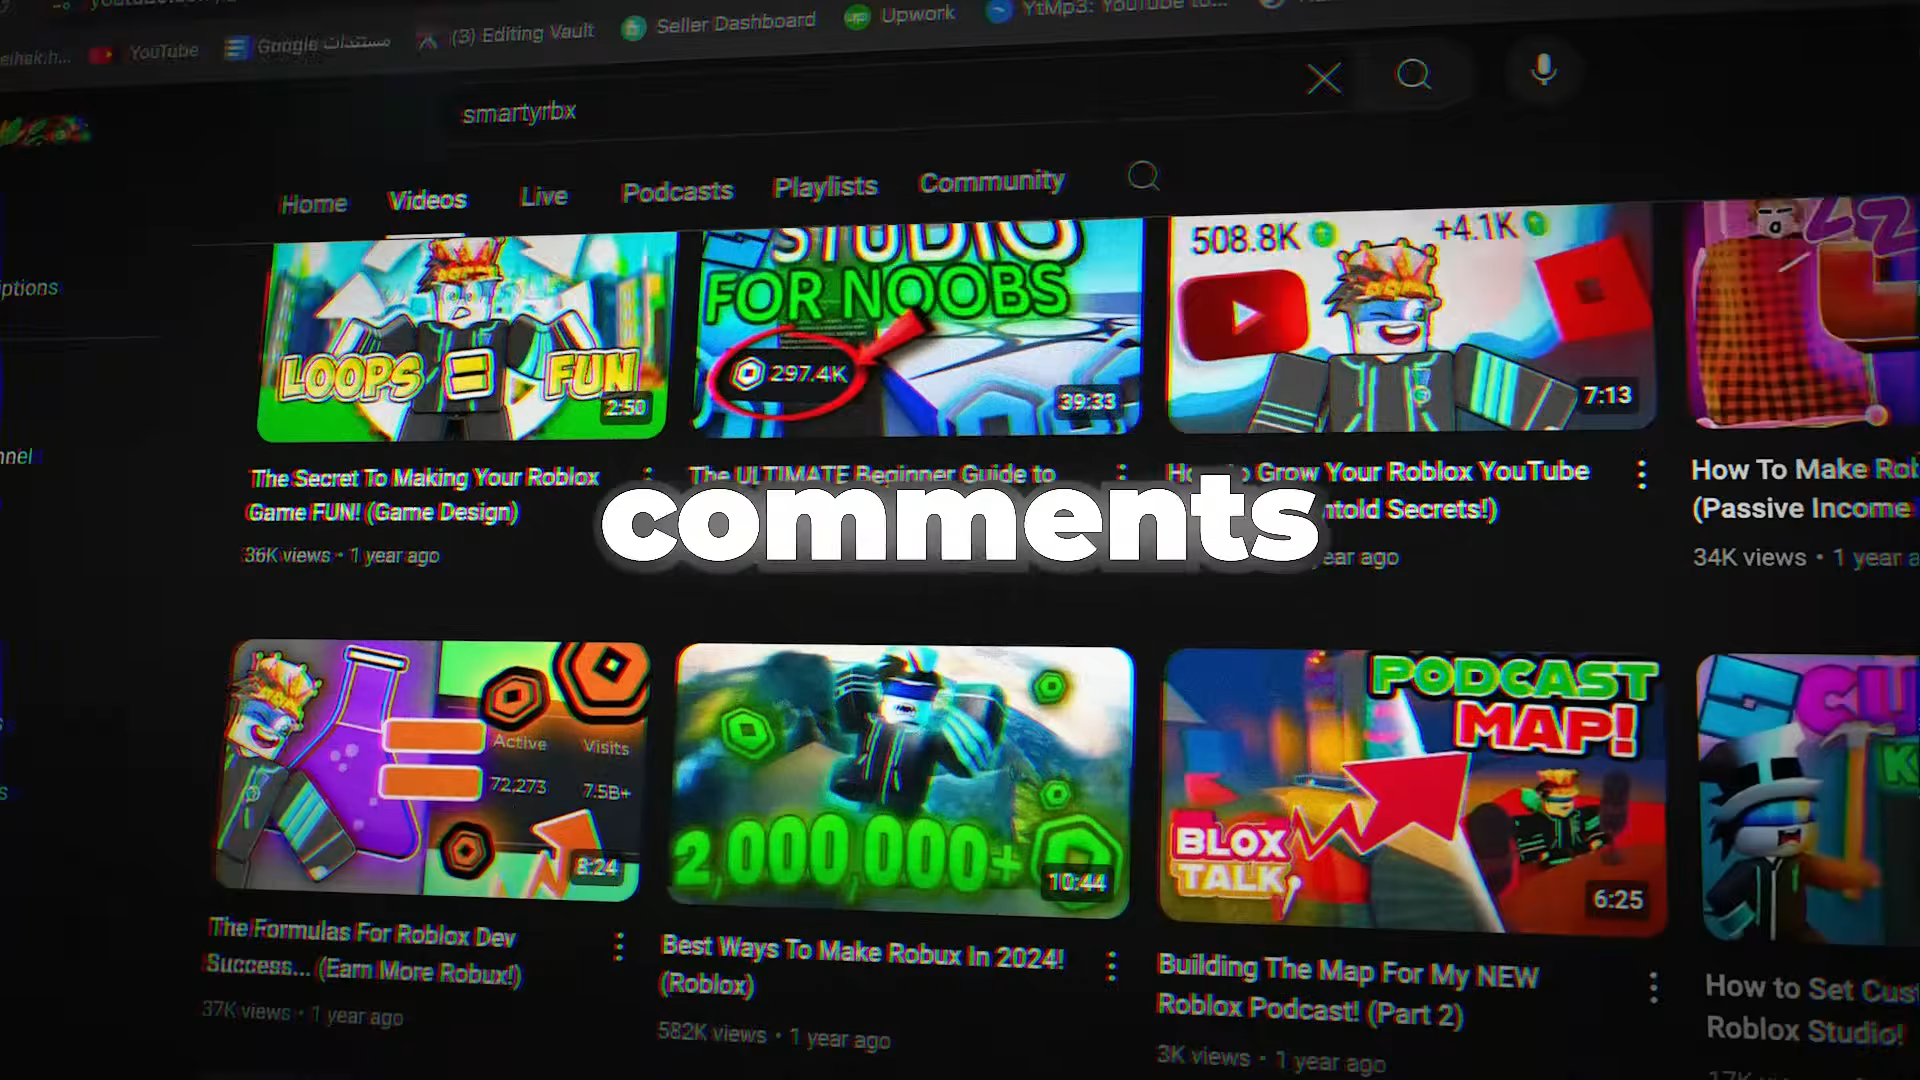 (3) Editing Vault
Seller Dashboard
Upwork
YouTube
Google مستندات
smartyrbx
Home
Videos
Live
Podcasts
Playlists
Community
LOOPS = FUN
2:50
STUDIO
FOR NOOBS
297.4K
39:33
508.8K
+4.1K
7:13
The Secret To Making Your Roblox
Game FUN! (Game Design)
36K views • 1 year ago
The ULTIMATE Beginner Guide to
Grow Your Roblox YouTube
Secrets!)
ago
How To Make
(Passive Income
34K views • 1 year
comments
Active
Visits
72,273
7.5B+
8:24
2,000,000+
10:44
PODCAST
MAP!
BLOX
TALK
6:25
The Formulas For Roblox Dev
Success... (Earn More Robux!)
37K views • 1 year ago
Best Ways To Make Robux In 2024!
(Roblox)
582K views • 1 year ago
Building The Map For My NEW
Roblox Podcast! (Part 2)
3K views • 1 year ago
How to Set
Roblox Studio!